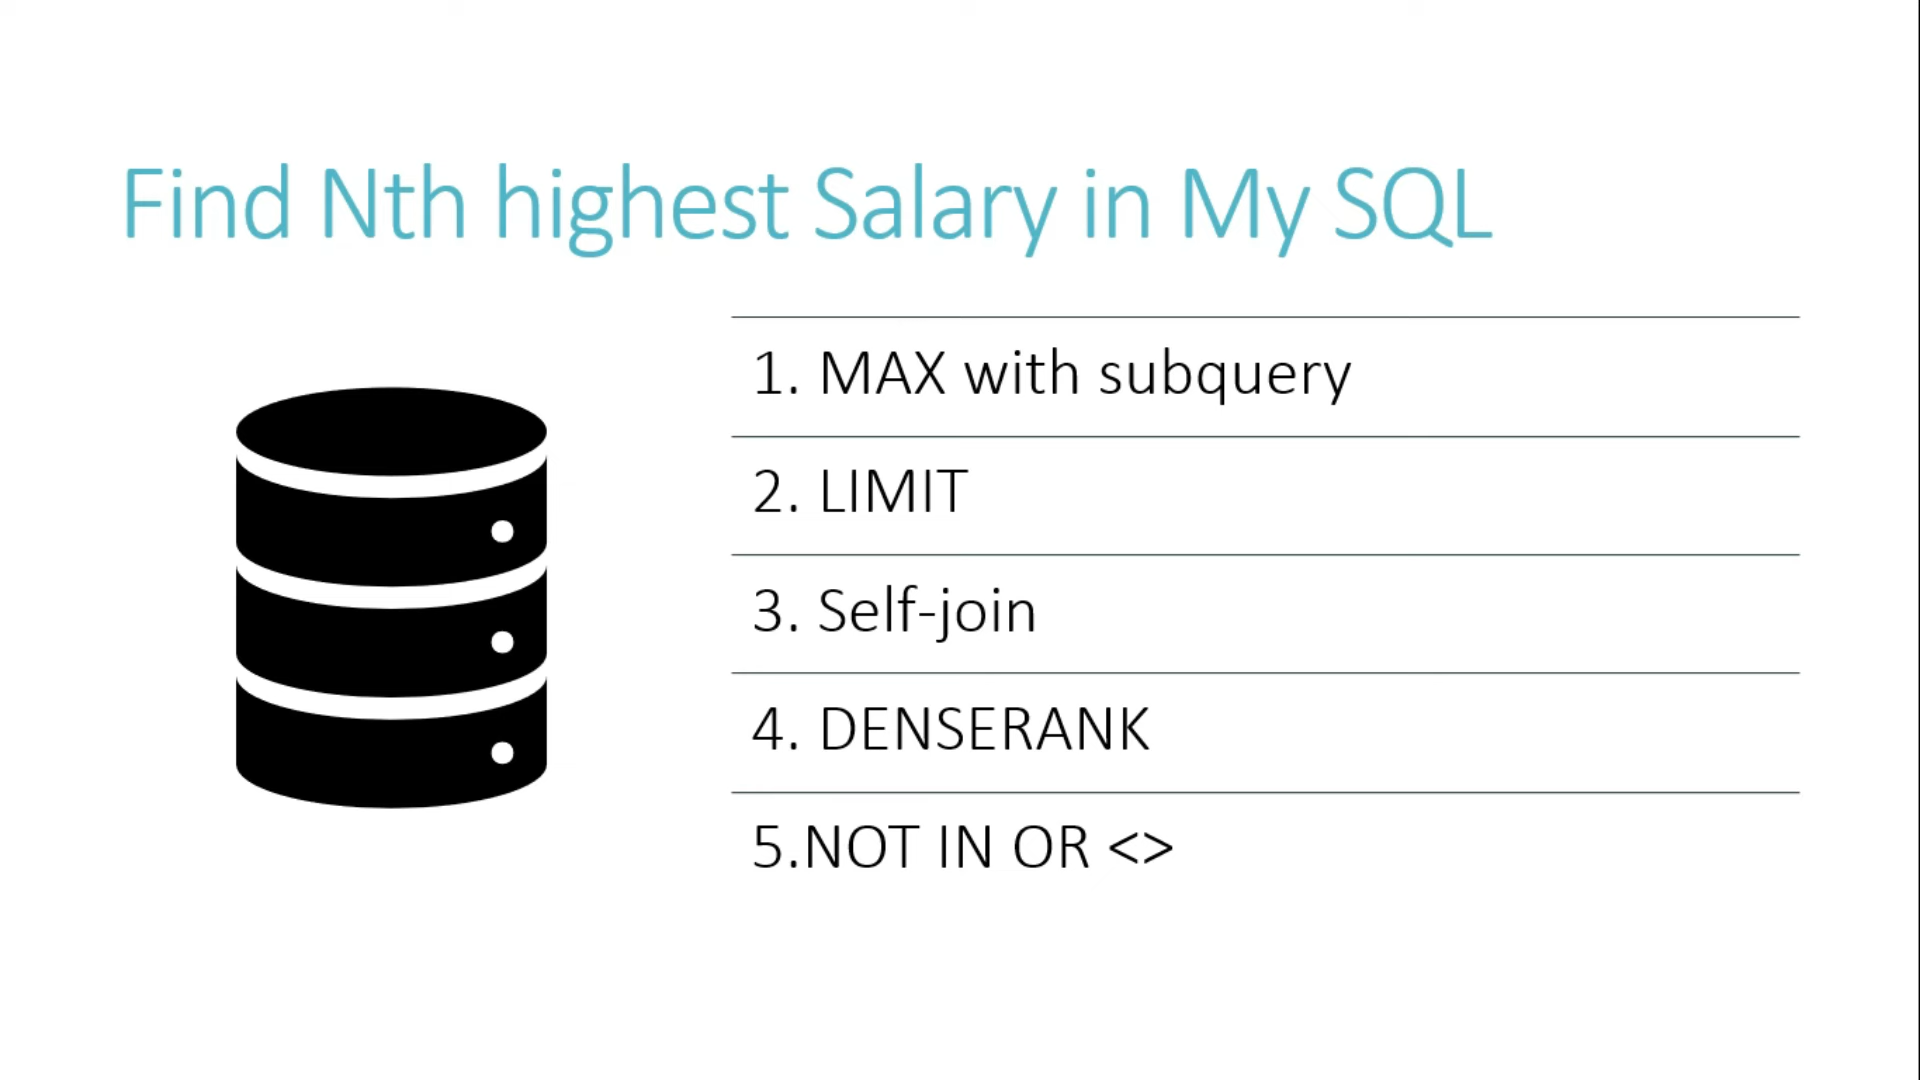 Find Nth highest Salary in My SQL
1. MAX with subquery
2. LIMIT
3. Self-join
4. DENSERANK
5.NOT IN OR <>